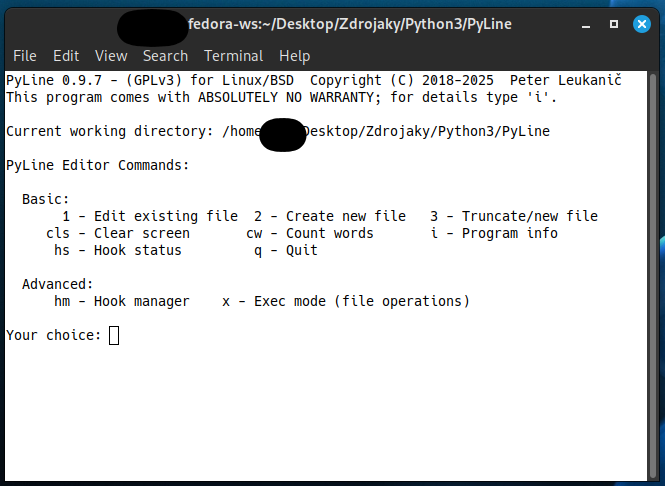 fedora-ws:~/Desktop/Zdrojaky/Python3/PyLine
File Edit View Search Terminal Help
PyLine 0.9.7 - (GPLv3) for Linux/BSD  Copyright (C) 2018-2025  Peter Leukanič
This program comes with ABSOLUTELY NO WARRANTY; for details type 'i'.
Current working directory: /home Desktop/Zdrojaky/Python3/PyLine
PyLine Editor Commands:
Basic:
1 - Edit existing file  2 - Create new file   3 - Truncate/new file
cls - Clear screen       cw - Count words       i - Program info
hs - Hook status         q - Quit
Advanced:
hm - Hook manager    x - Exec mode (file operations)
Your choice: